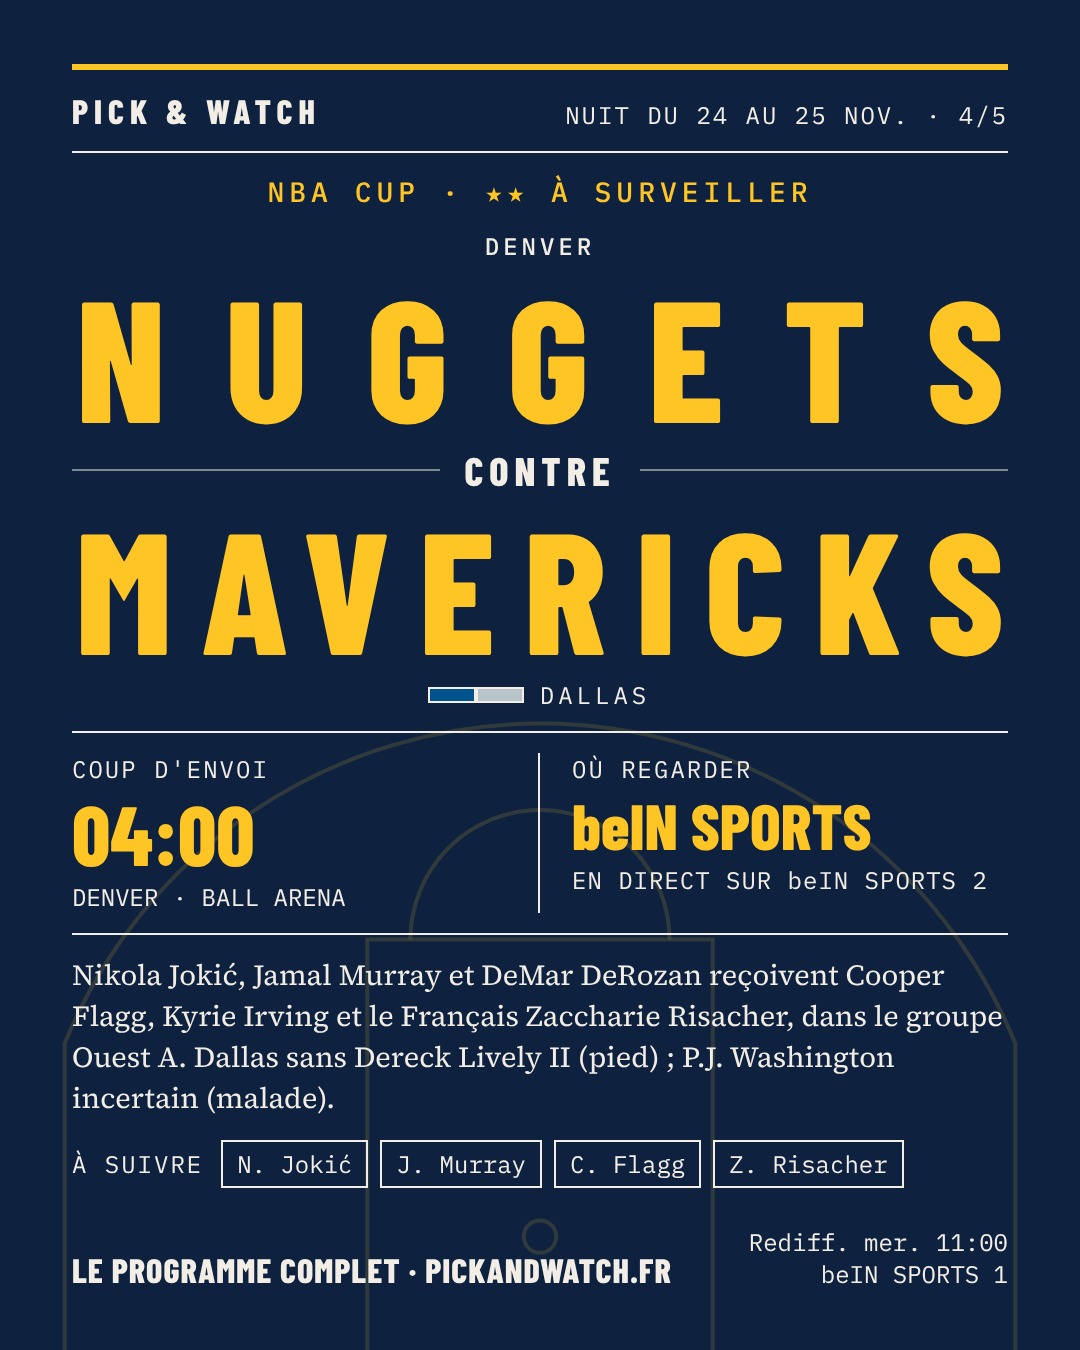 PICK & WATCH
NUIT DU 24 AU 25 NOV. · 4/5
NBA CUP · ★★ À SURVEILLER
DENVER
NUGGETS
CONTRE
MAVERICKS
DALLAS
COUP D'ENVOI
04:00
DENVER · BALL ARENA
OÙ REGARDER
beIN SPORTS
EN DIRECT SUR beIN SPORTS 2
Nikola Jokić, Jamal Murray et DeMar DeRozan reçoivent Cooper
Flagg, Kyrie Irving et le Français Zaccharie Risacher, dans le groupe
Ouest A. Dallas sans Dereck Lively II (pied) ; P.J. Washington
incertain (malade).
À SUIVRE N. Jokić J. Murray C. Flagg Z. Risacher
LE PROGRAMME COMPLET · PICKANDWATCH.FR
Rediff. mer. 11:00
beIN SPORTS 1